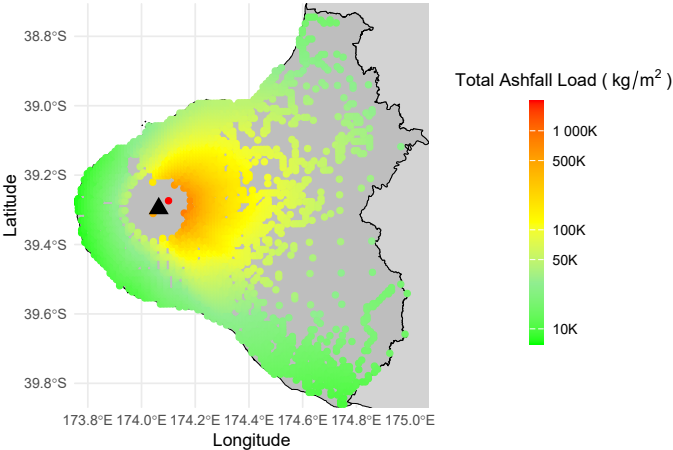 38.8°S
39.0°S
39.2°S
39.4°S
39.6°S
39.8°S
Latitude
173.8°E 174.0°E 174.2°E 174.4°E 174.6°E 174.8°E 175.0°E
Longitude
Total Ashfall Load ( kg/m² )
1 000K
500K
100K
50K
10K